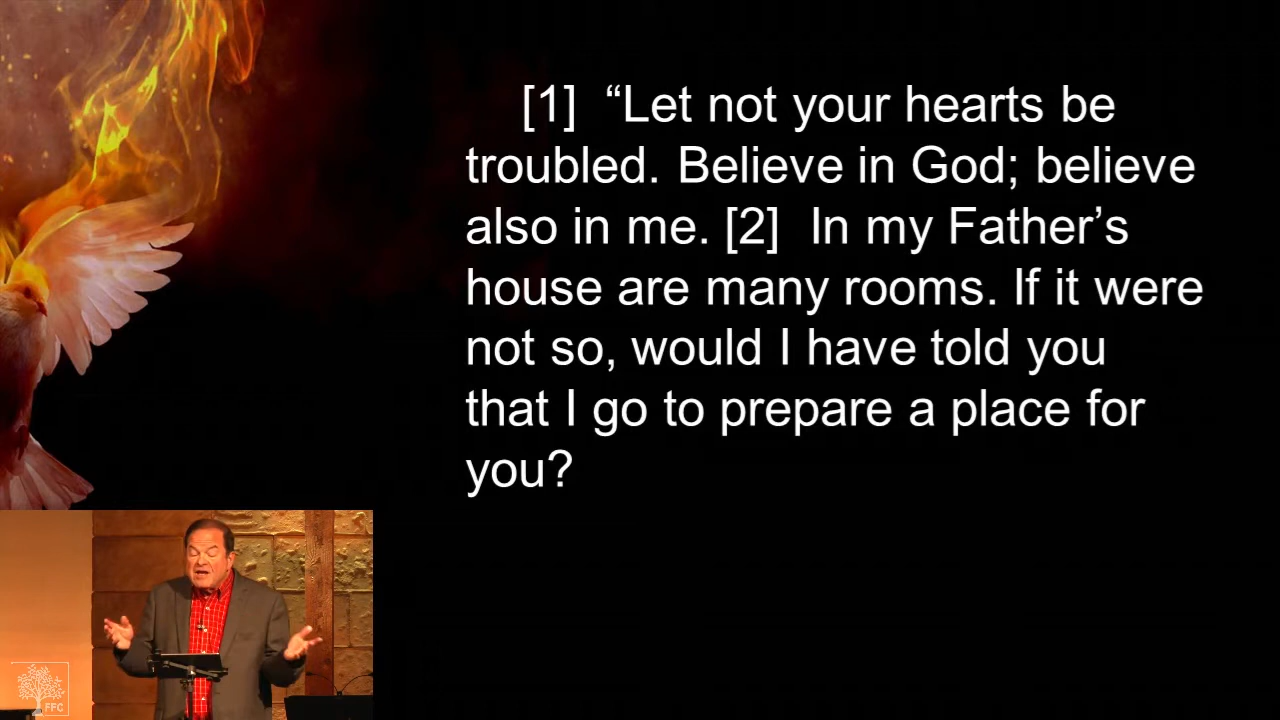 [1]  “Let not your hearts be
troubled. Believe in God; believe
also in me. [2]  In my Father’s
house are many rooms. If it were
not so, would I have told you
that I go to prepare a place for
you?
FFC